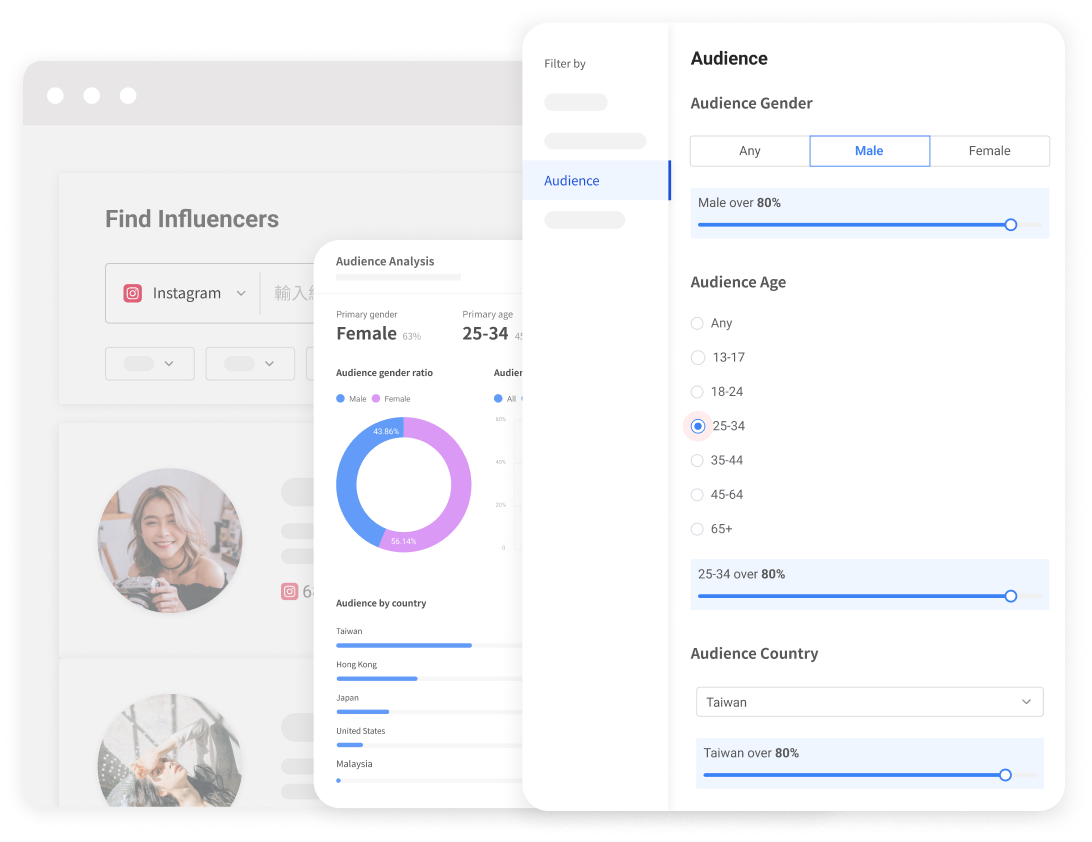 Find Influencers
Instagram
輸入
6
Audience Analysis
Primary gender
Female 63%
Primary age
25-34 45
Audience gender ratio
Male Female
43.86%
56.14%
All
60%
40%
20%
0
Audience by country
Taiwan
Hong Kong
Japan
United States
Malaysia
Filter by
Audience
Audience
Audience Gender
Any Male Female
Male over 80%
Audience Age
Any
13-17
18-24
25-34
35-44
45-64
65+
25-34 over 80%
Audience Country
Taiwan
Taiwan over 80%